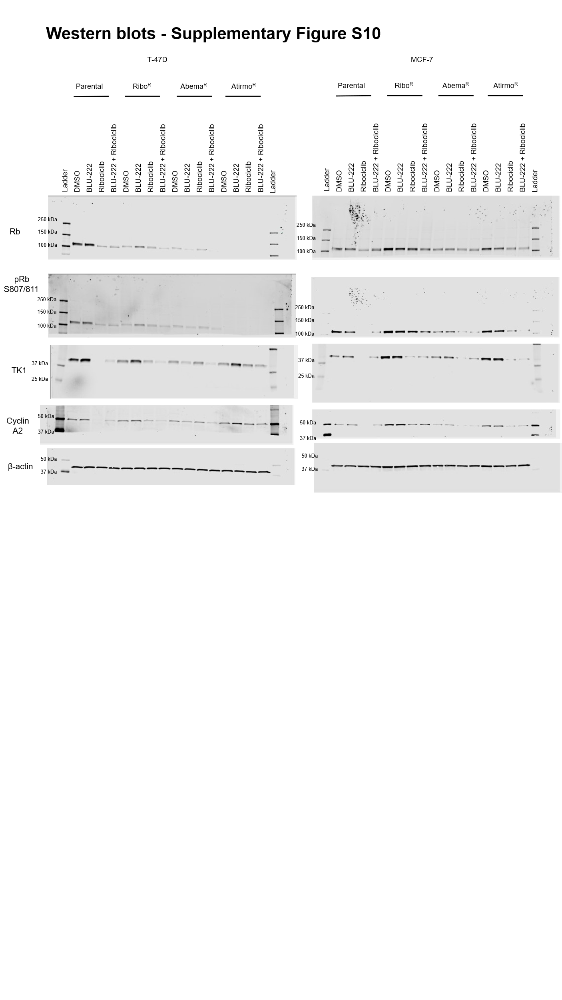 Western blots - Supplementary Figure S10
T-47D
MCF-7
Parental
Ribo^R
Abema^R
Atirmo^R
Parental
Ribo^R
Abema^R
Atirmo^R
Ladder
DMSO
BLU-222
Ribociclib
BLU-222 + Ribociclib
DMSO
BLU-222
Ribociclib
BLU-222 + Ribociclib
DMSO
BLU-222
Ribociclib
BLU-222 + Ribociclib
DMSO
BLU-222
Ribociclib
BLU-222 + Ribociclib
Ladder
Ladder
DMSO
BLU-222
Ribociclib
BLU-222 + Ribociclib
DMSO
BLU-222
Ribociclib
BLU-222 + Ribociclib
DMSO
BLU-222
Ribociclib
BLU-222 + Ribociclib
DMSO
BLU-222
Ribociclib
BLU-222 + Ribociclib
Ladder
Rb
250 kDa
150 kDa
100 kDa
250 kDa
150 kDa
100 kDa
pRb
S807/811
250 kDa
150 kDa
100 kDa
250 kDa
150 kDa
100 kDa
TK1
37 kDa
25 kDa
37 kDa
25 kDa
Cyclin
A2
50 kDa
37 kDa
50 kDa
37 kDa
β-actin
50 kDa
37 kDa
50 kDa
37 kDa